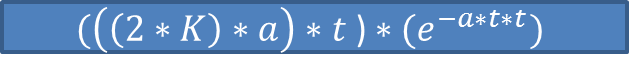 (((2 ∗ K) ∗ a) ∗ t ) ∗ (e^{−a∗t∗t})